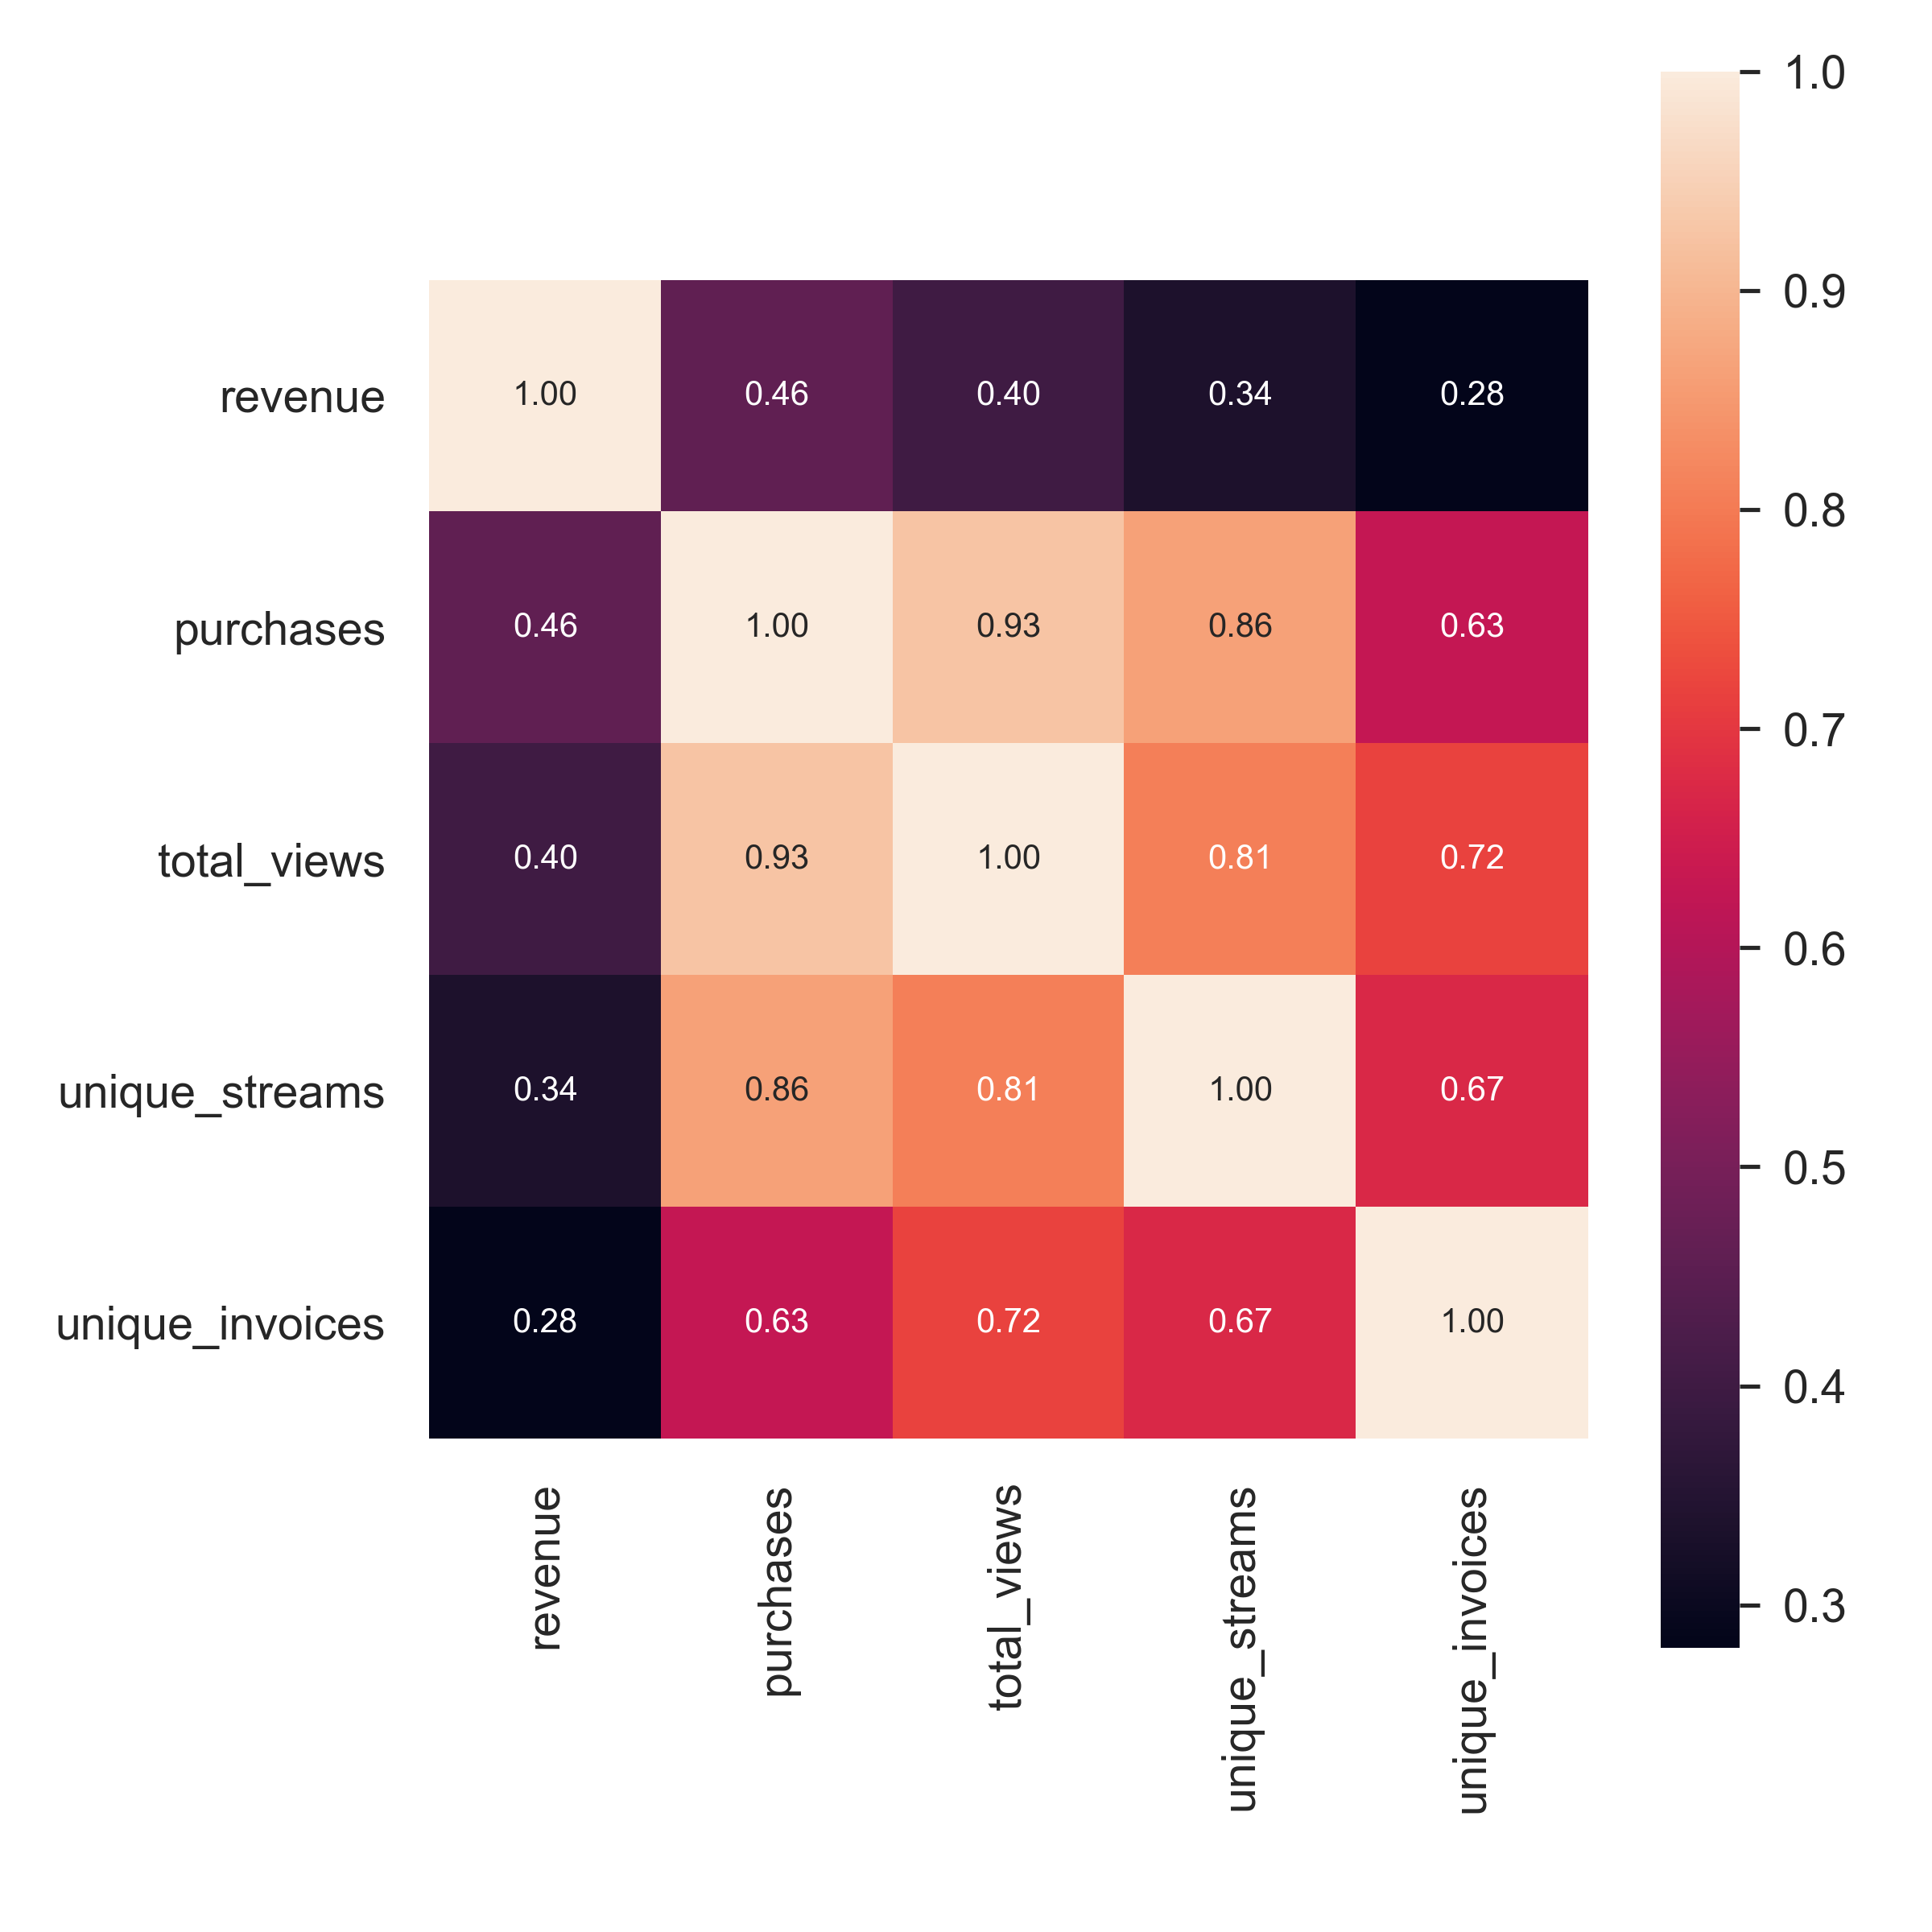 1.0
0.9
revenue 1.00 0.46 0.40 0.34 0.28
0.8
purchases 0.46 1.00 0.93 0.86 0.63
0.7
total_views 0.40 0.93 1.00 0.81 0.72
0.6
unique_streams 0.34 0.86 0.81 1.00 0.67
0.5
unique_invoices 0.28 0.63 0.72 0.67 1.00
0.4
0.3
revenue
purchases
total_views
unique_streams
unique_invoices